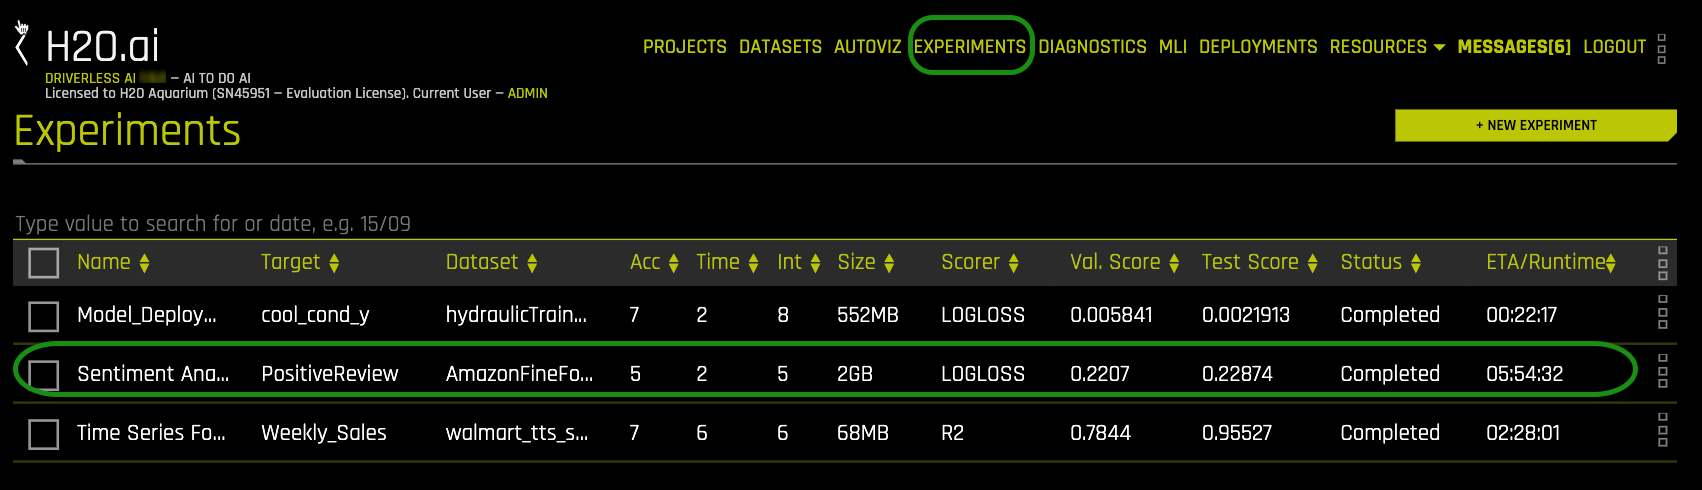 H2O.ai
PROJECTS DATASETS AUTOVIZ EXPERIMENTS DIAGNOSTICS MLI DEPLOYMENTS RESOURCES MESSAGES[6] LOGOUT
DRIVERLESS AI — AI TO DO AI
Licensed to H2O Aquarium (SN45951 — Evaluation License). Current User — ADMIN
Experiments
+ NEW EXPERIMENT
Type value to search for or date, e.g. 15/09
Name Target Dataset Acc Time Int Size Scorer Val. Score Test Score Status ETA/Runtime
Model_Deploy... cool_cond_y hydraulicTrain... 7 2 8 552MB LOGLOSS 0.005841 0.0021913 Completed 00:22:17
Sentiment Ana... PositiveReview AmazonFineFo... 5 2 5 2GB LOGLOSS 0.2207 0.22874 Completed 05:54:32
Time Series Fo... Weekly_Sales walmart_tts_s... 7 6 6 68MB R2 0.7844 0.95527 Completed 02:28:01